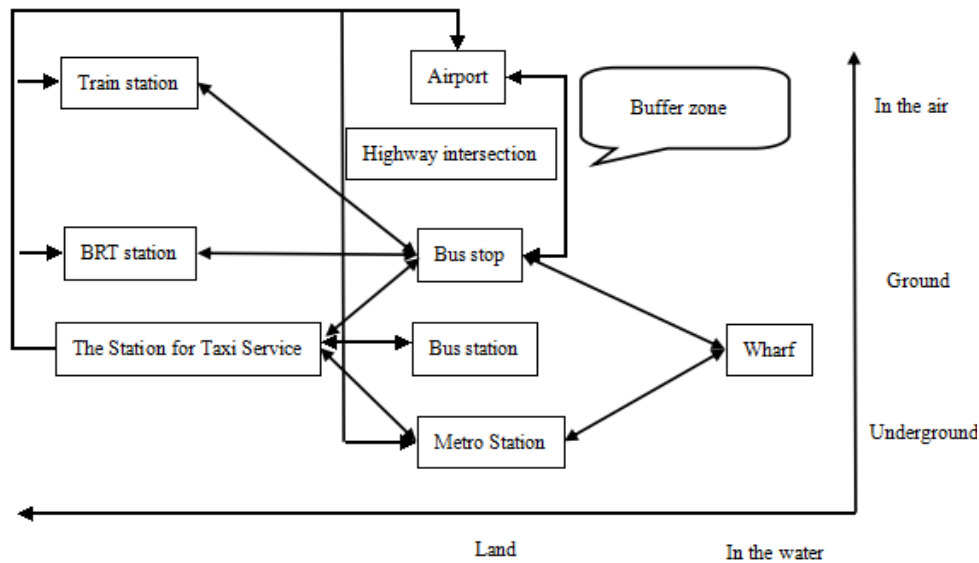 Airport
Train station
Buffer zone
In the air
Highway intersection
BRT station
Bus stop
Ground
The Station for Taxi Service
Bus station
Wharf
Metro Station
Underground
Land
In the water